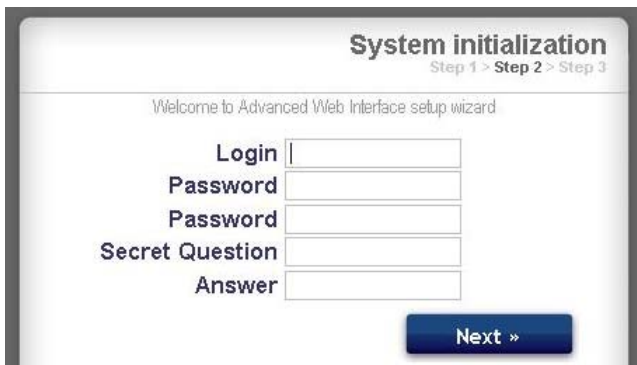 System initialization
Step 1 > Step 2 > Step 3
Welcome to Advanced Web Interface setup wizard
Login
Password
Password
Secret Question
Answer
Next »